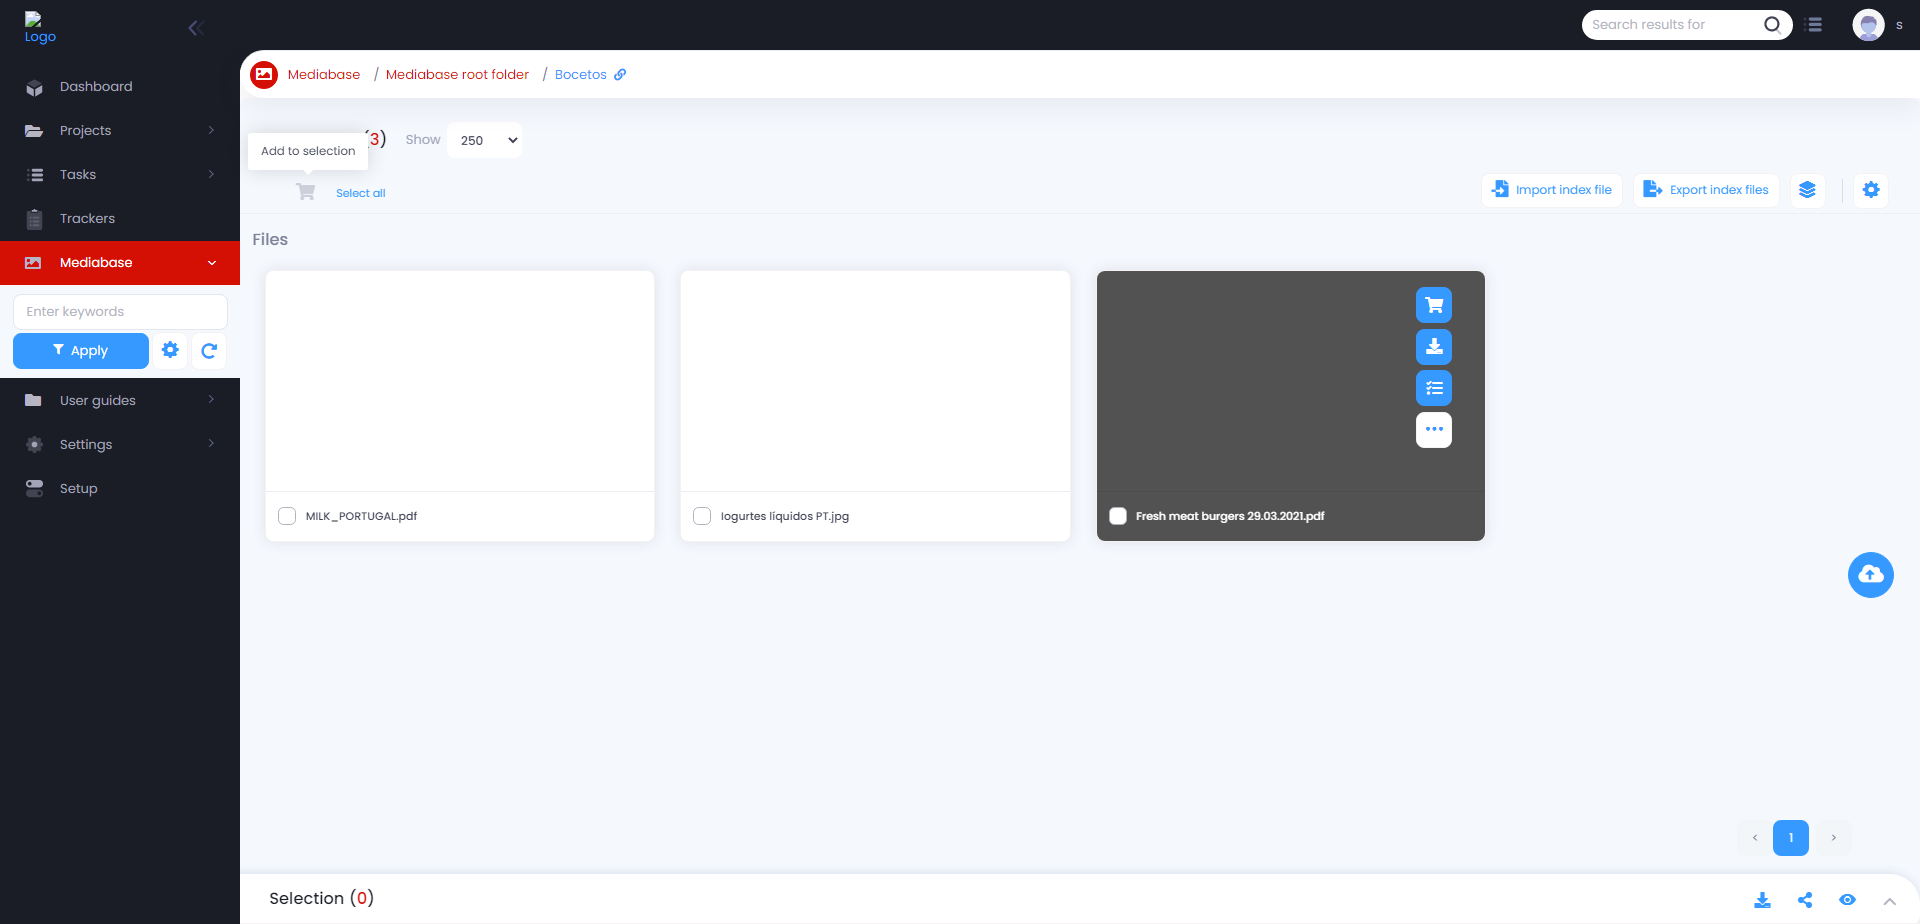 Logo
Search results for
s
Dashboard
Projects
Tasks
Trackers
Mediabase
Enter keywords
Apply
User guides
Settings
Setup
Mediabase / Mediabase root folder / Bocetos
Add to selection
(3) Show 250
Select all
Import index file
Export index files
Files
MILK_PORTUGAL.pdf
Iogurtes líquidos PT.jpg
Fresh meat burgers 29.03.2021.pdf
< 1 >
Selection (0)